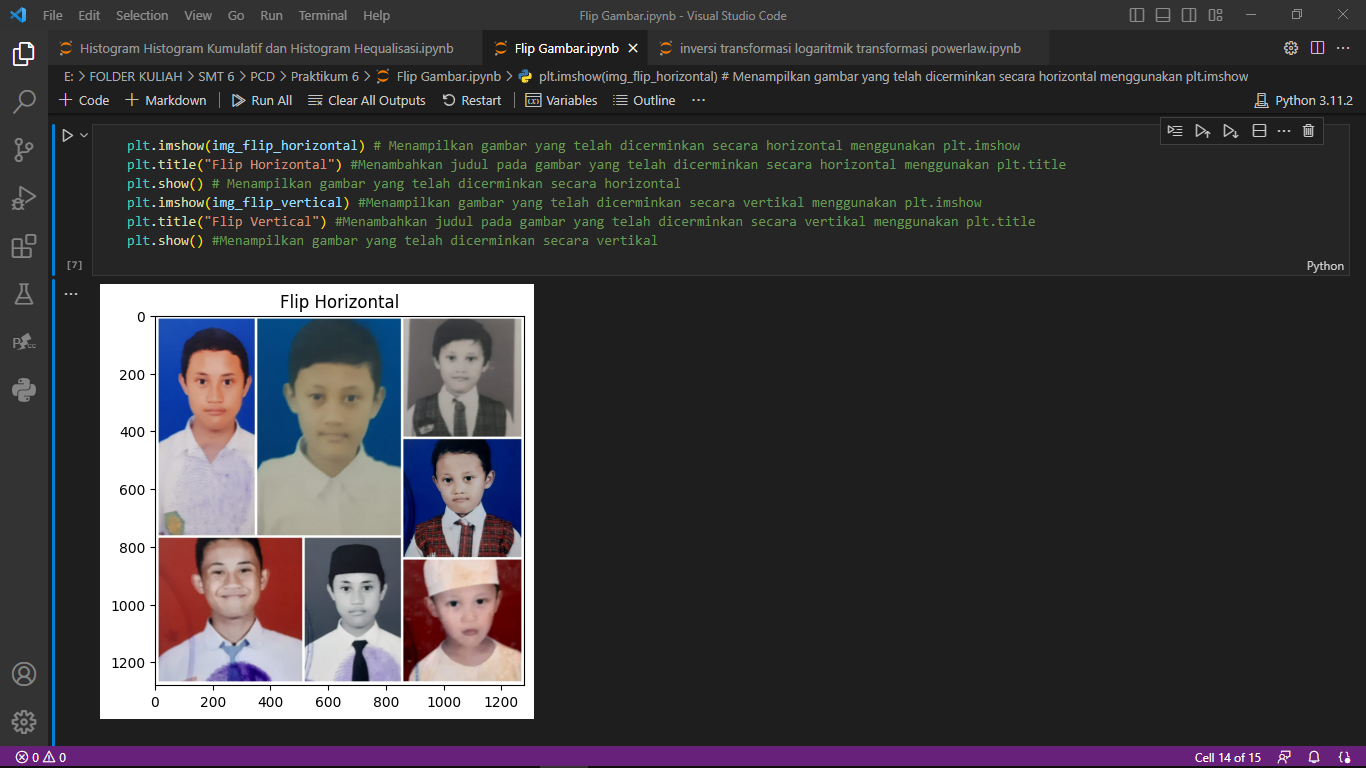 File Edit Selection View Go Run Terminal Help Flip Gambar.ipynb - Visual Studio Code
Histogram Histogram Kumulatif dan Histogram Hequalisasi.ipynb Flip Gambar.ipynb inversi transformasi logaritmik transformasi powerlaw.ipynb
E: > FOLDER KULIAH > SMT 6 > PCD > Praktikum 6 > Flip Gambar.ipynb > plt.imshow(img_flip_horizontal) # Menampilkan gambar yang telah dicerminkan secara horizontal menggunakan plt.imshow
+ Code + Markdown Run All Clear All Outputs Restart Variables Outline ... Python 3.11.2
plt.imshow(img_flip_horizontal) # Menampilkan gambar yang telah dicerminkan secara horizontal menggunakan plt.imshow
plt.title("Flip Horizontal") #Menambahkan judul pada gambar yang telah dicerminkan secara horizontal menggunakan plt.title
plt.show() # Menampilkan gambar yang telah dicerminkan secara horizontal
plt.imshow(img_flip_vertical) #Menampilkan gambar yang telah dicerminkan secara vertikal menggunakan plt.imshow
plt.title("Flip Vertical") #Menambahkan judul pada gambar yang telah dicerminkan secara vertikal menggunakan plt.title
plt.show() #Menampilkan gambar yang telah dicerminkan secara vertikal
[7] Python
Flip Horizontal
0
200
400
600
800
1000
1200
0 200 400 600 800 1000 1200
0 0 Cell 14 of 15